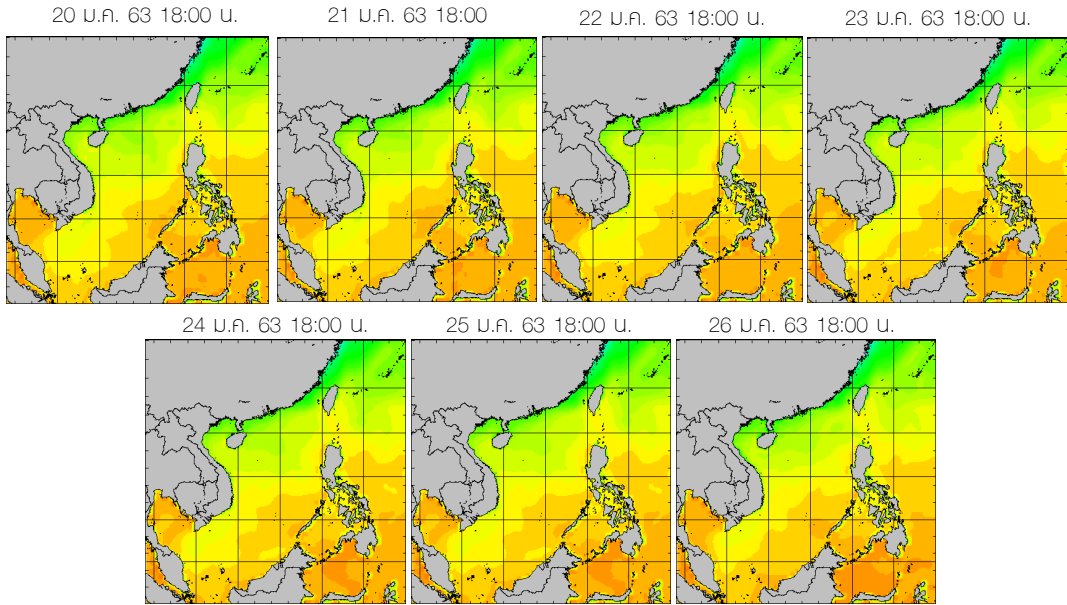 20 ม.ค. 63 18:00 น.
21 ม.ค. 63 18:00
22 ม.ค. 63 18:00 น.
23 ม.ค. 63 18:00 น.
24 ม.ค. 63 18:00 น.
25 ม.ค. 63 18:00 น.
26 ม.ค. 63 18:00 น.